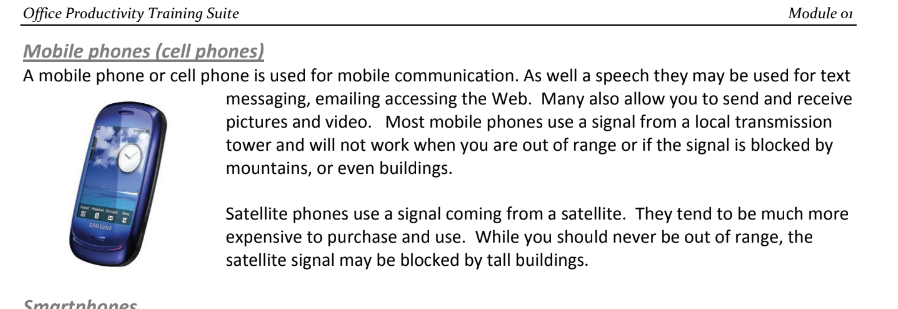 Office Productivity Training Suite Module 01
Mobile phones (cell phones)
A mobile phone or cell phone is used for mobile communication. As well a speech they may be used for text
messaging, emailing accessing the Web. Many also allow you to send and receive
pictures and video. Most mobile phones use a signal from a local transmission
tower and will not work when you are out of range or if the signal is blocked by
mountains, or even buildings.
SAMSUNG
Satellite phones use a signal coming from a satellite. They tend to be much more
expensive to purchase and use. While you should never be out of range, the
satellite signal may be blocked by tall buildings.
Smartphones